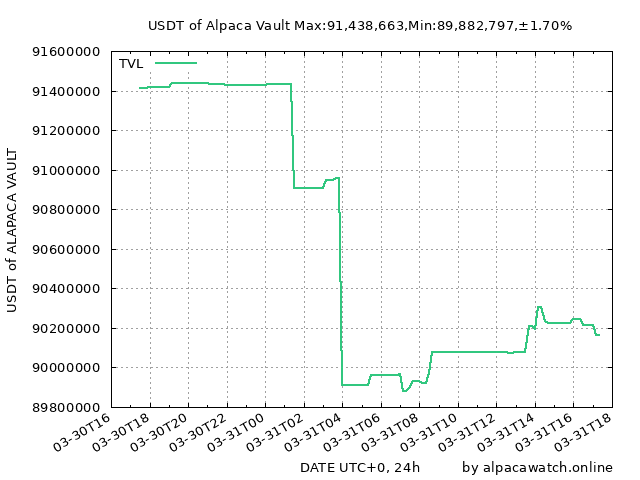 USDT of Alpaca Vault Max:91,438,663,Min:89,882,797,±1.70%
TVL
91600000
91400000
91200000
91000000
90800000
90600000
90400000
90200000
90000000
89800000
USDT of ALAPACA VAULT
03-30T16
03-30T18
03-30T20
03-30T22
03-31T00
03-31T02
03-31T04
03-31T06
03-31T08
03-31T10
03-31T12
03-31T14
03-31T16
03-31T18
DATE UTC+0, 24h
by alpacawatch.online